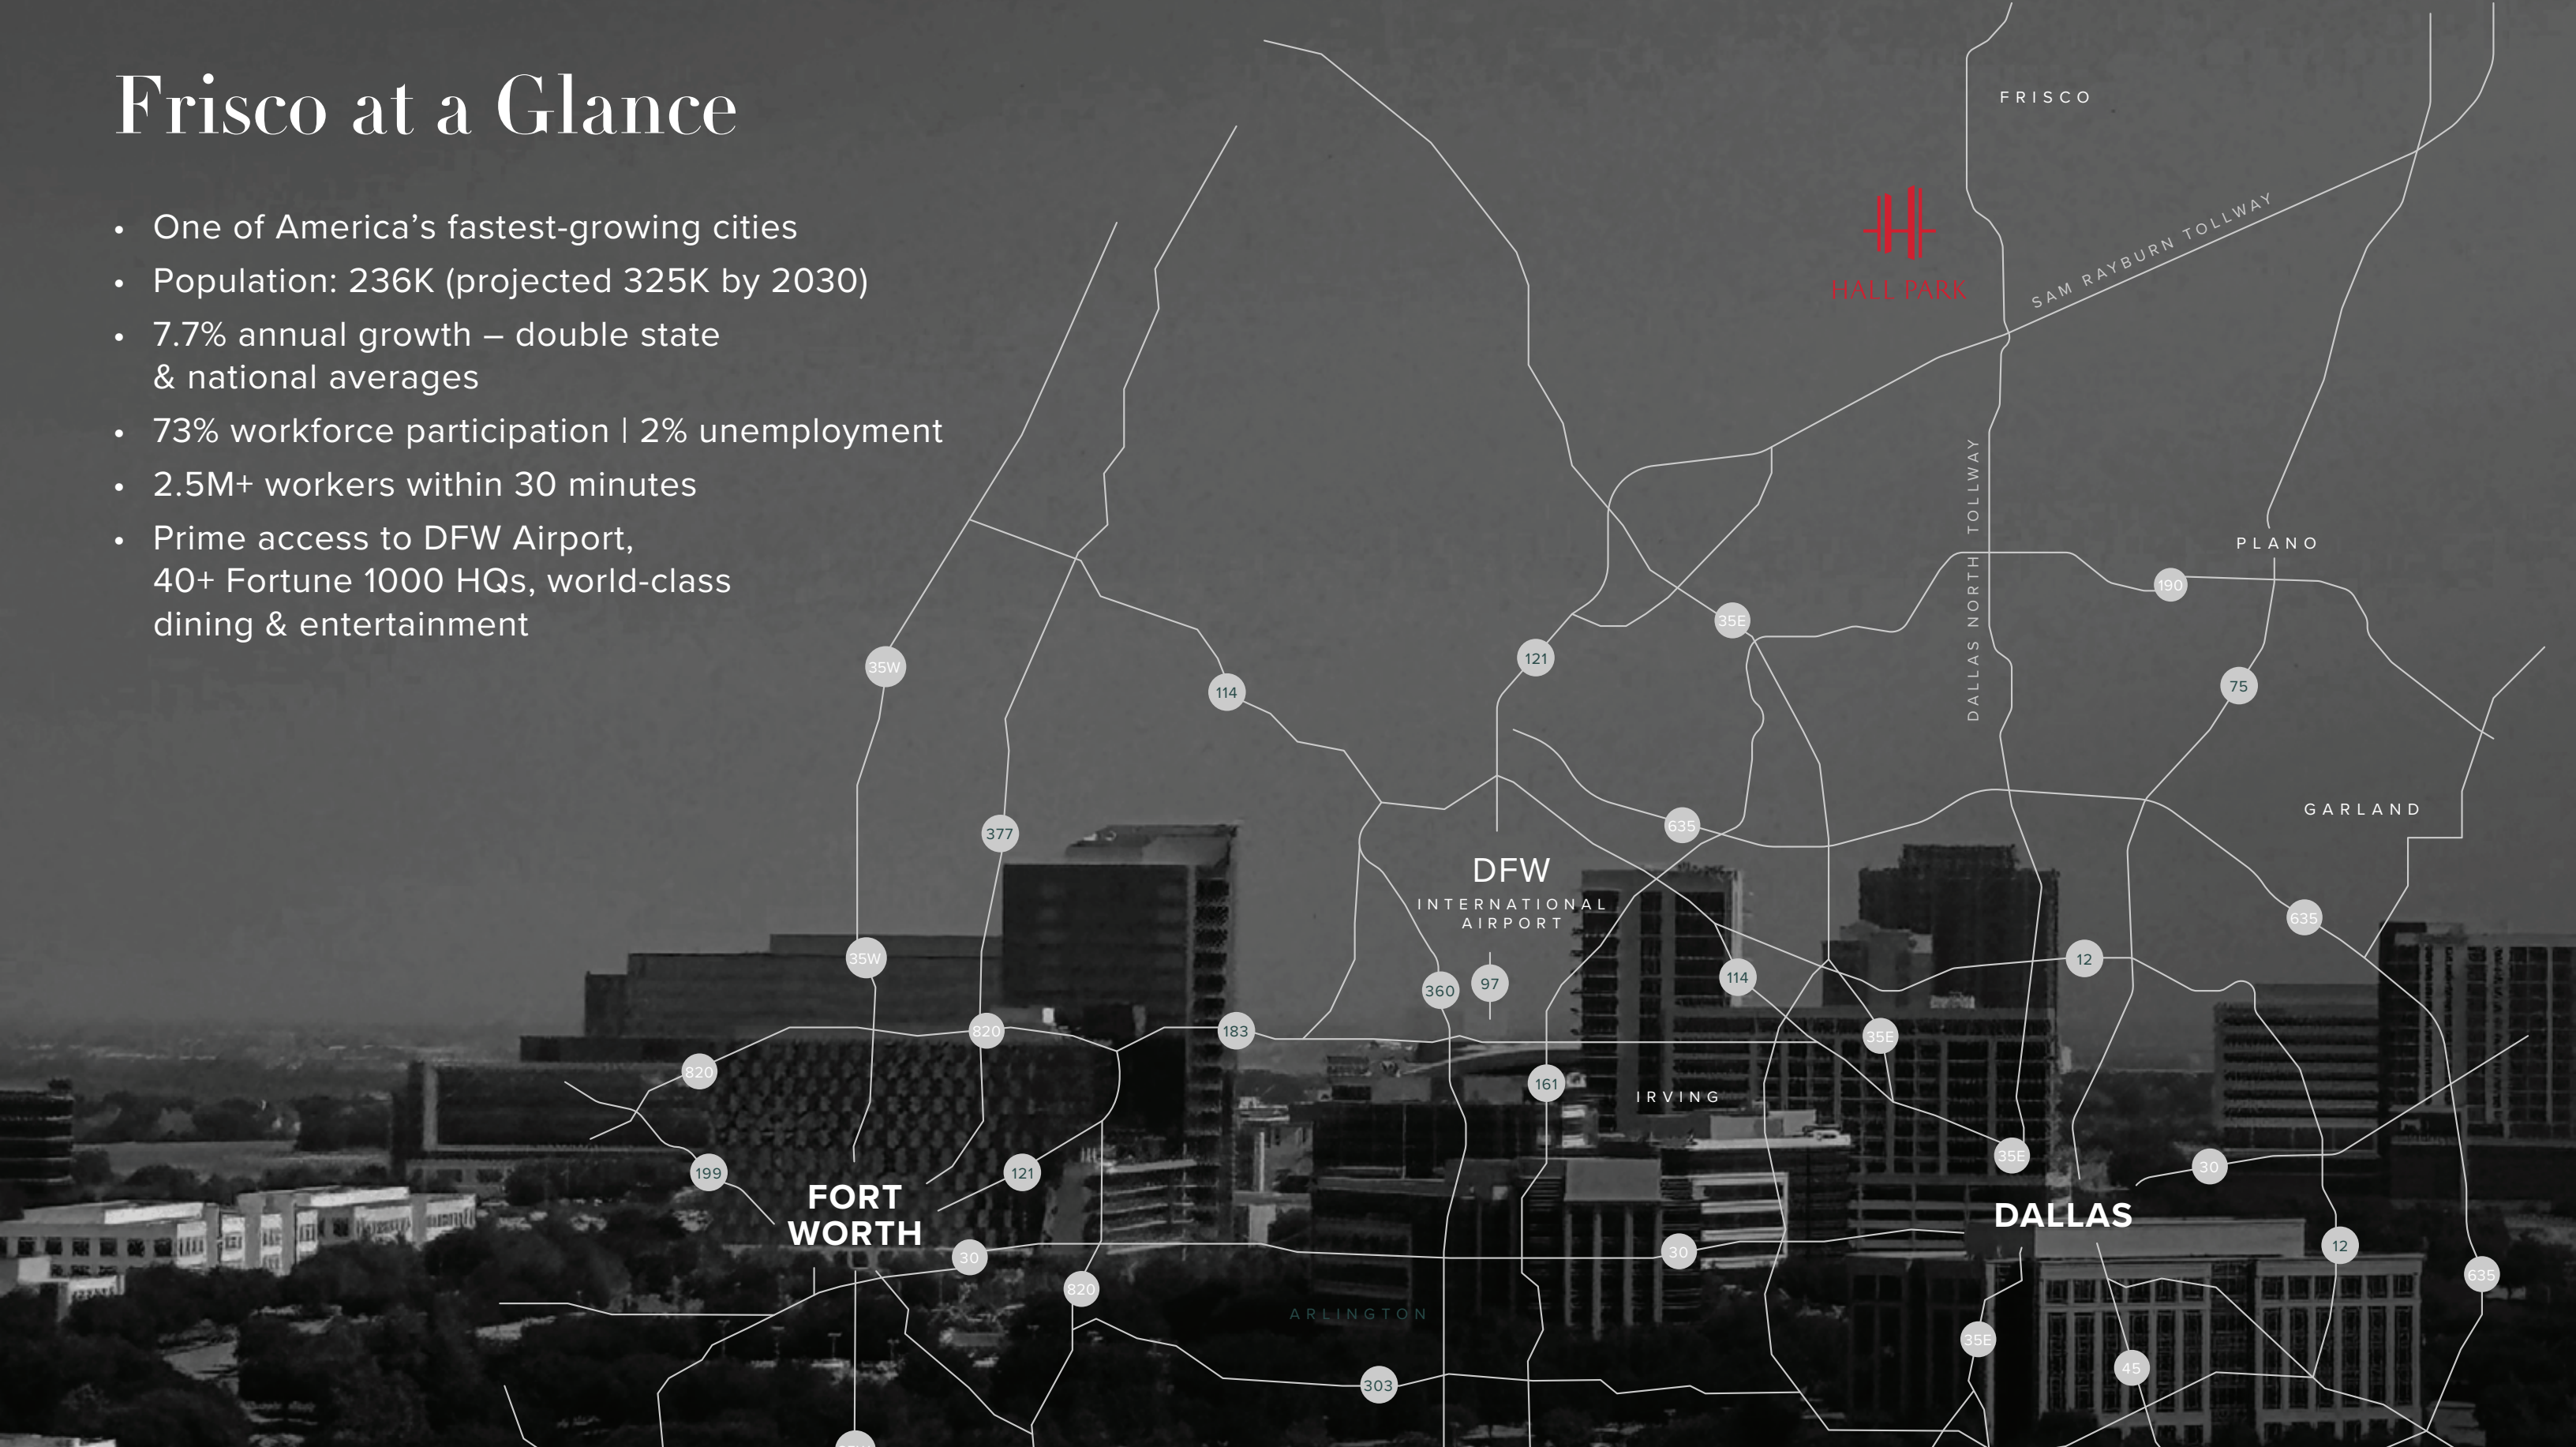 Frisco at a Glance
• One of America’s fastest-growing cities
• Population: 236K (projected 325K by 2030)
• 7.7% annual growth – double state
& national averages
• 73% workforce participation | 2% unemployment
• 2.5M+ workers within 30 minutes
• Prime access to DFW Airport,
40+ Fortune 1000 HQs, world-class
dining & entertainment
FRISCO
HALL PARK
SAM RAYBURN TOLLWAY
DALLAS NORTH TOLLWAY
PLANO
190
35E
121
35W
114
75
GARLAND
635
377
DFW
INTERNATIONAL
AIRPORT
635
35W
12
114
97
360
820
183
35E
820
161
IRVING
35E
30
199
121
FORT
WORTH
DALLAS
30
30
12
820
635
ARLINGTON
35E
45
303